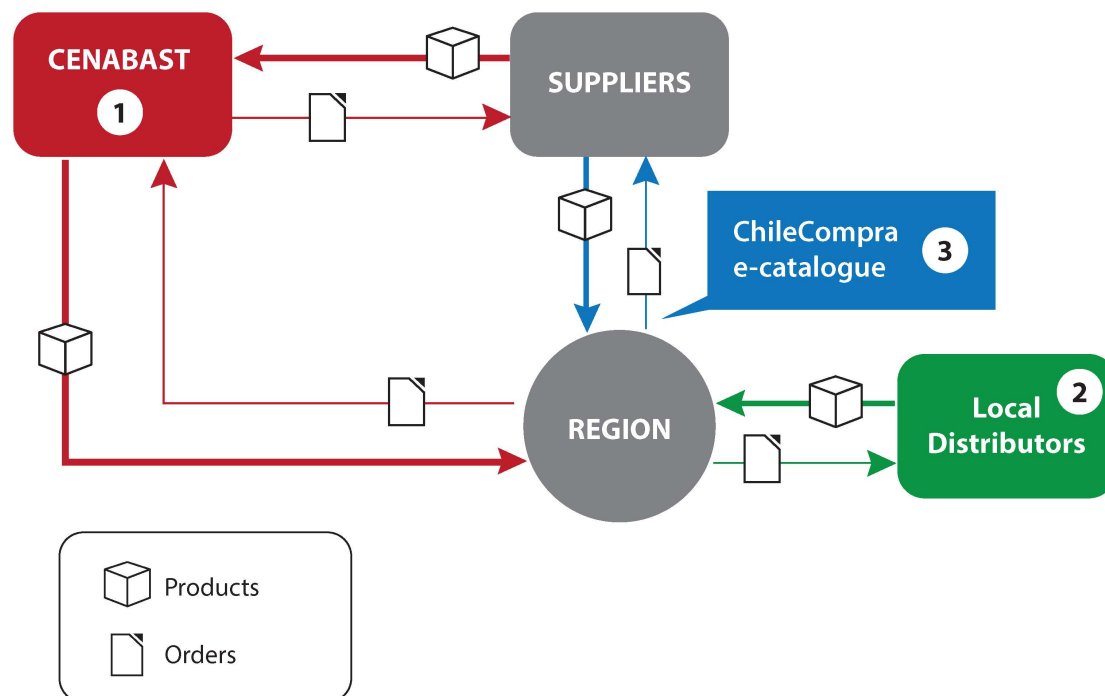 CENABAST
1
SUPPLIERS
ChileCompra
e-catalogue
3
REGION
2
Local
Distributors
Products
Orders